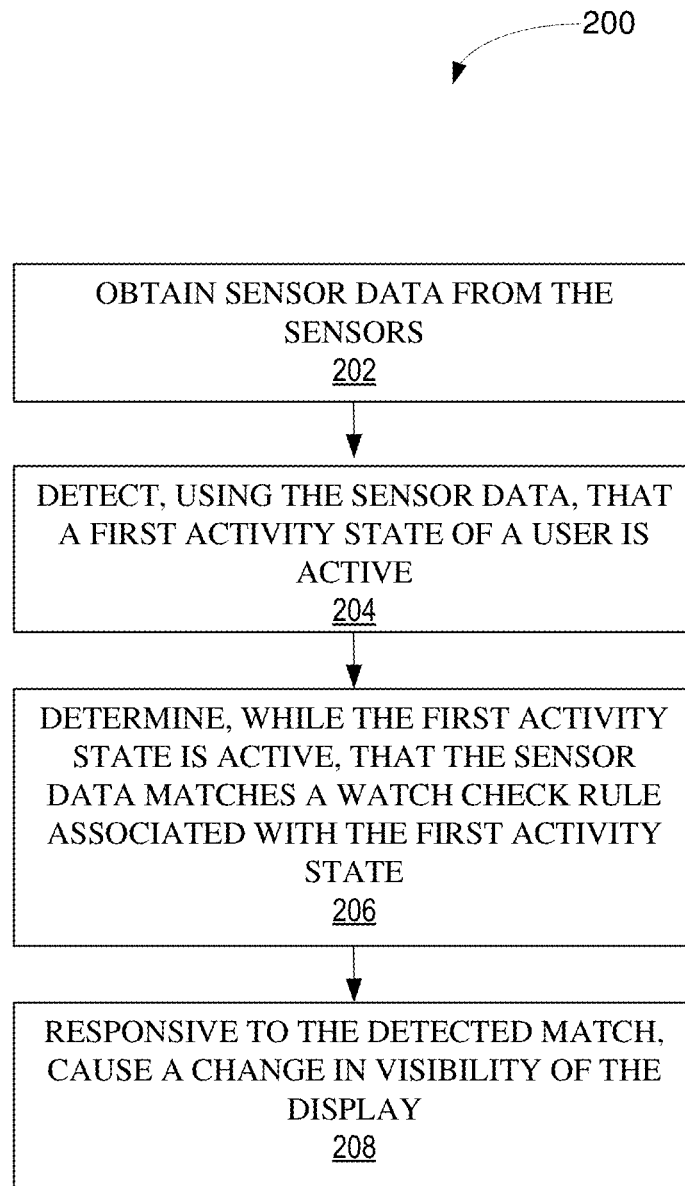 200
OBTAIN SENSOR DATA FROM THE
SENSORS
202
DETECT, USING THE SENSOR DATA, THAT
A FIRST ACTIVITY STATE OF A USER IS
ACTIVE
204
DETERMINE, WHILE THE FIRST ACTIVITY
STATE IS ACTIVE, THAT THE SENSOR
DATA MATCHES A WATCH CHECK RULE
ASSOCIATED WITH THE FIRST ACTIVITY
STATE
206
RESPONSIVE TO THE DETECTED MATCH,
CAUSE A CHANGE IN VISIBILITY OF THE
DISPLAY
208